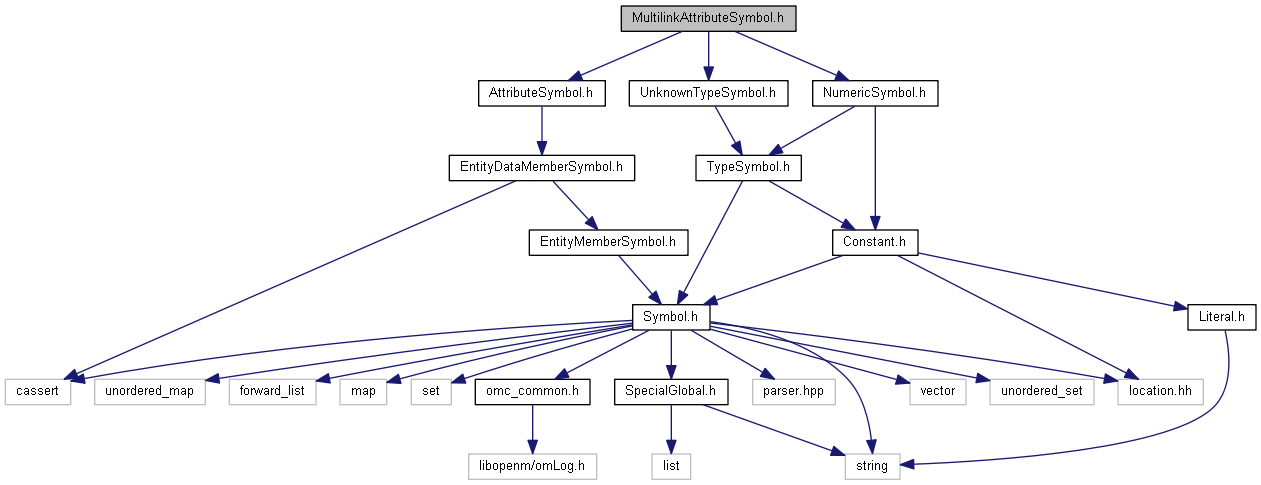 MultilinkAttributeSymbol.h
AttributeSymbol.h
UnknownTypeSymbol.h
NumericSymbol.h
EntityDataMemberSymbol.h
TypeSymbol.h
EntityMemberSymbol.h
Constant.h
Symbol.h
Literal.h
cassert
unordered_map
forward_list
map
set
omc_common.h
SpecialGlobal.h
parser.hpp
vector
unordered_set
location.hh
libopenm/omLog.h
list
string